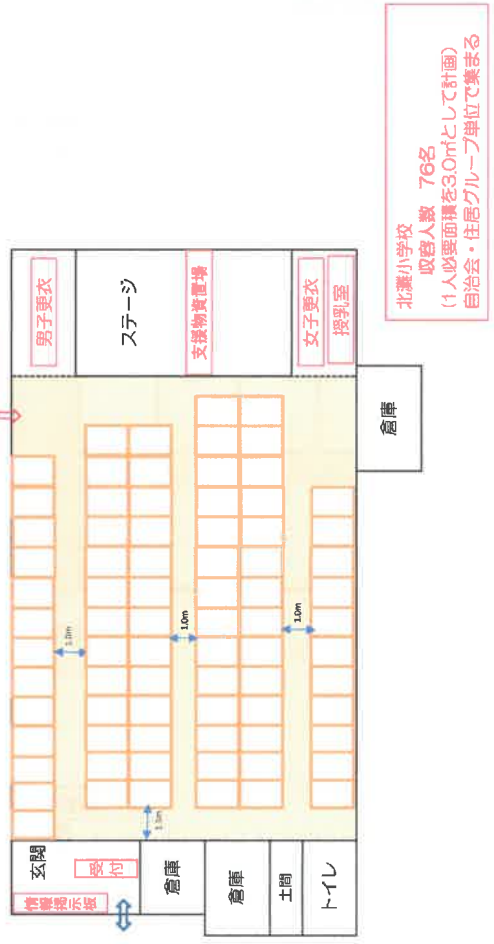 北灘小学校
収容人数 76名
(1人必要面積を3.0㎡として計画)
自治会・住居グループ単位で集まる
男子更衣
ステージ
支援物資置場
女子更衣
授乳室
倉庫
1.0m
1.0m
1.0m
1.5m
玄関
受付
情報掲示板
倉庫
倉庫
土間
トイレ